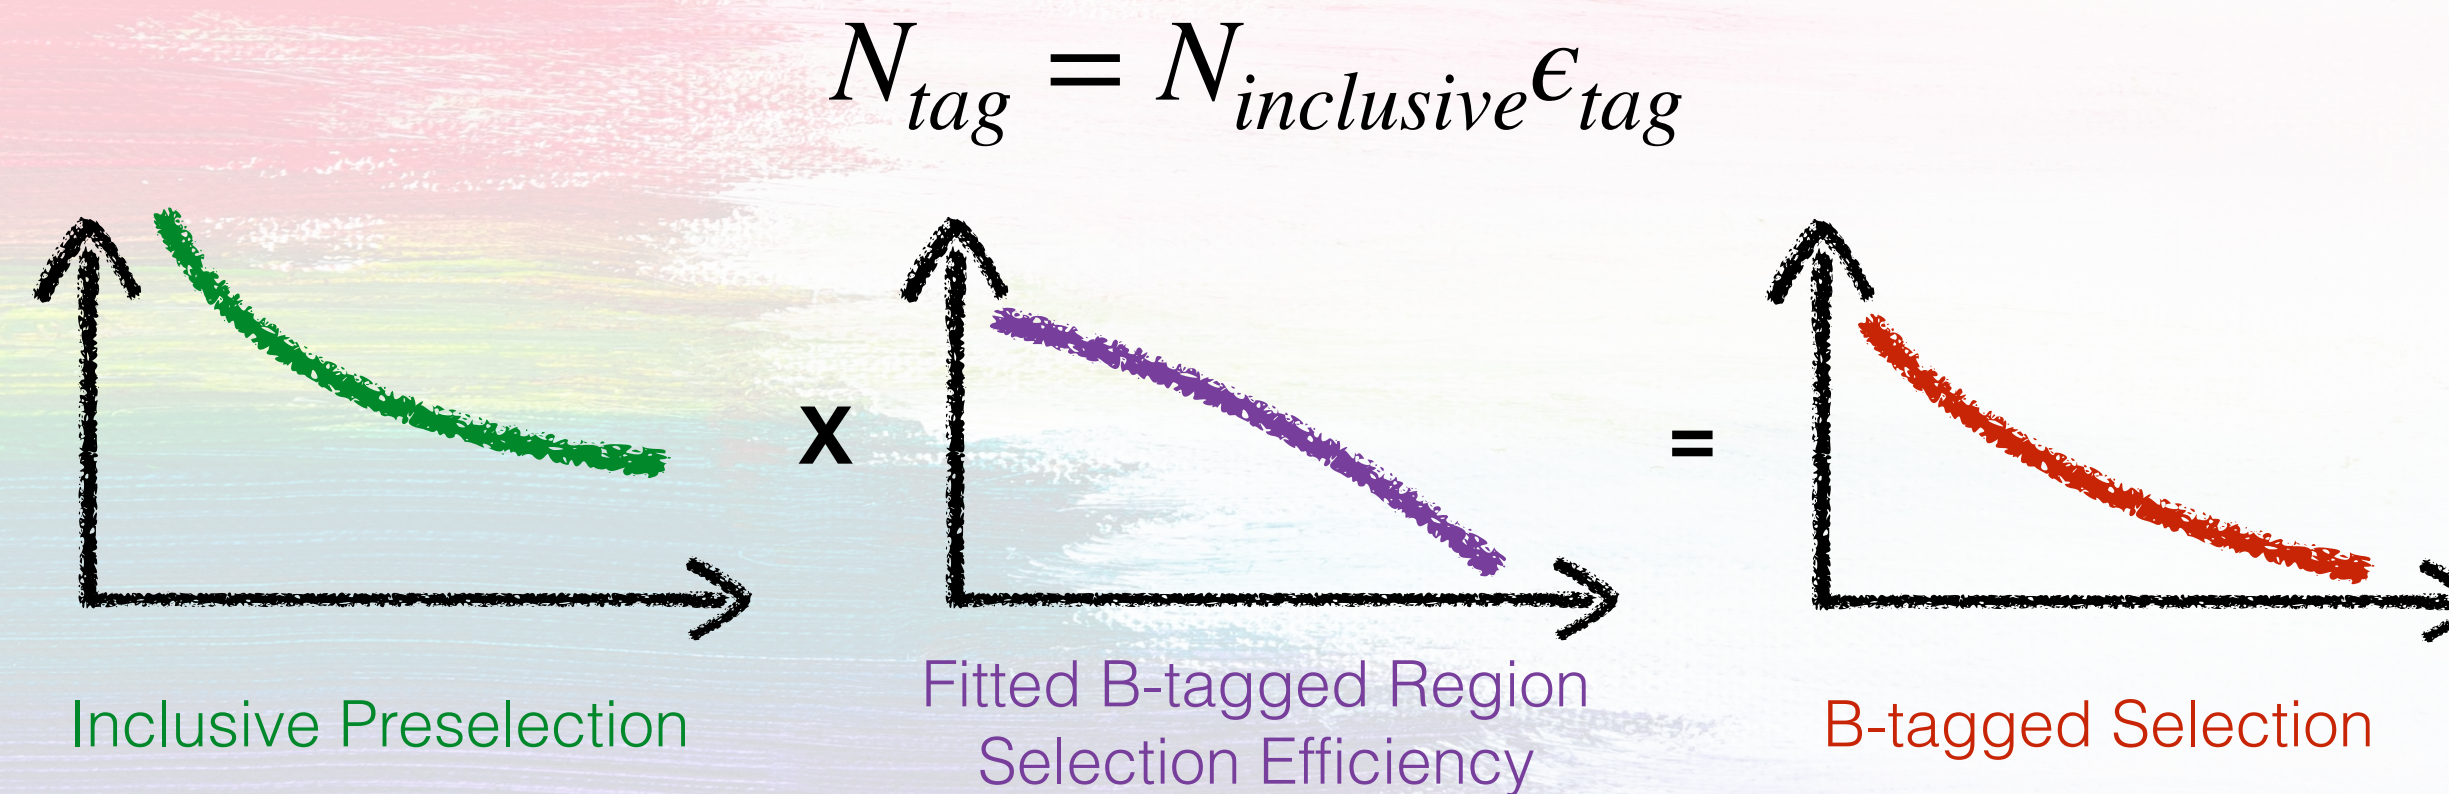 N_tag = N_inclusive ϵ_tag
X
=
Inclusive Preselection
Fitted B-tagged Region
Selection Efficiency
B-tagged Selection